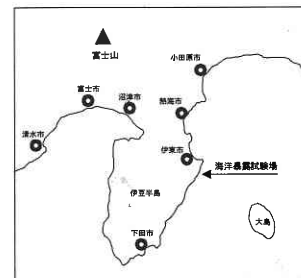 富士山
小田原市
富士市
沼津市
熱海市
清水市
伊東市
海洋暴露試験場
伊豆半島
大島
下田市